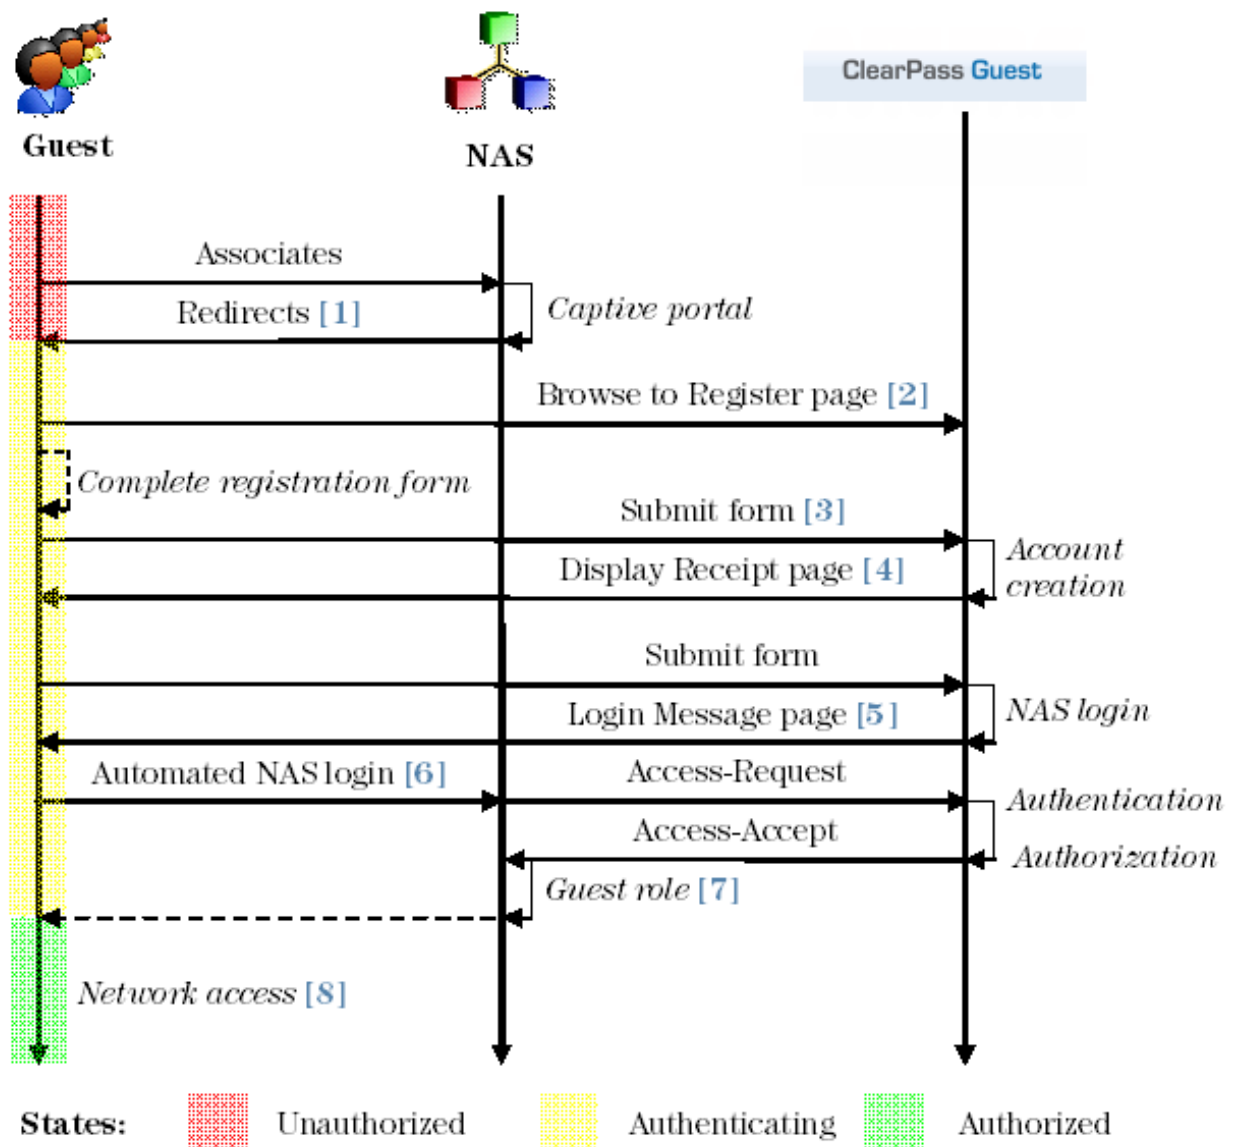 ClearPass Guest
Guest
NAS
Associates
Redirects [1]
Captive portal
Browse to Register page [2]
Complete registration form
Submit form [3]
Account
creation
Display Receipt page [4]
Submit form
NAS login
Login Message page [5]
Automated NAS login [6]
Access-Request
Authentication
Access-Accept
Authorization
Guest role [7]
Network access [8]
States: Unauthorized Authenticating Authorized